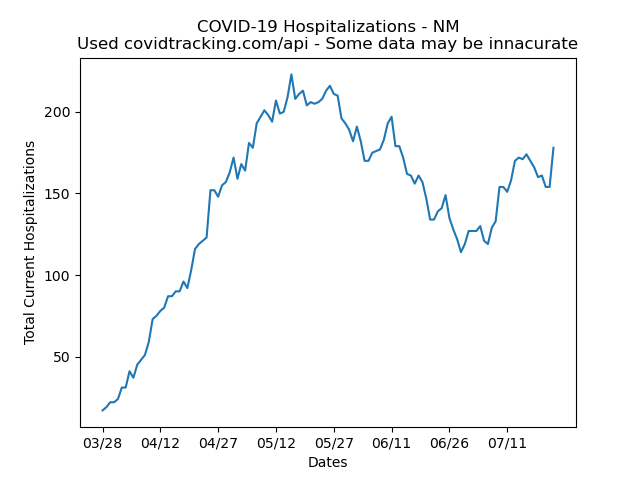 COVID-19 Hospitalizations - NM
Used covidtracking.com/api - Some data may be innacurate
Total Current Hospitalizations
200
150
100
50
03/28 04/12 04/27 05/12 05/27 06/11 06/26 07/11
Dates